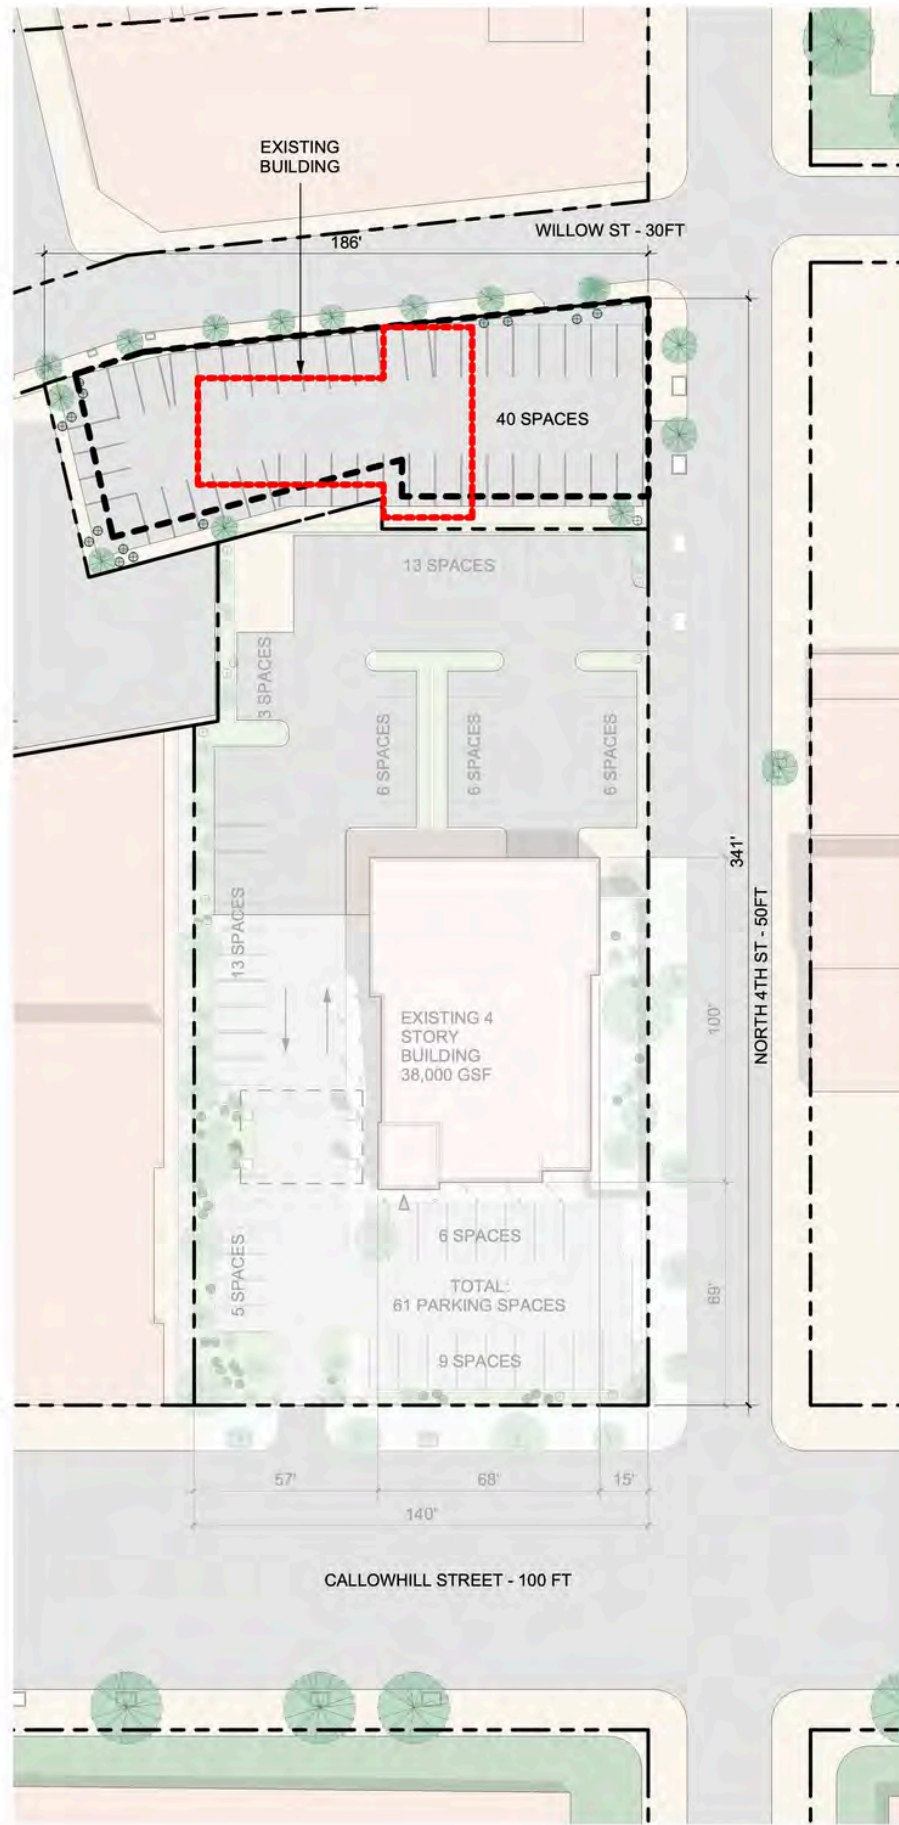 EXISTING
BUILDING
186'
WILLOW ST - 30FT
40 SPACES
13 SPACES
3 SPACES
6 SPACES
6 SPACES
6 SPACES
341'
13 SPACES
NORTH 4TH ST - 50FT
EXISTING 4
STORY
BUILDING
38,000 GSF
100'
6 SPACES
5 SPACES
TOTAL:
61 PARKING SPACES
69'
9 SPACES
57'
68'
15'
140'
CALLOWHILL STREET - 100 FT